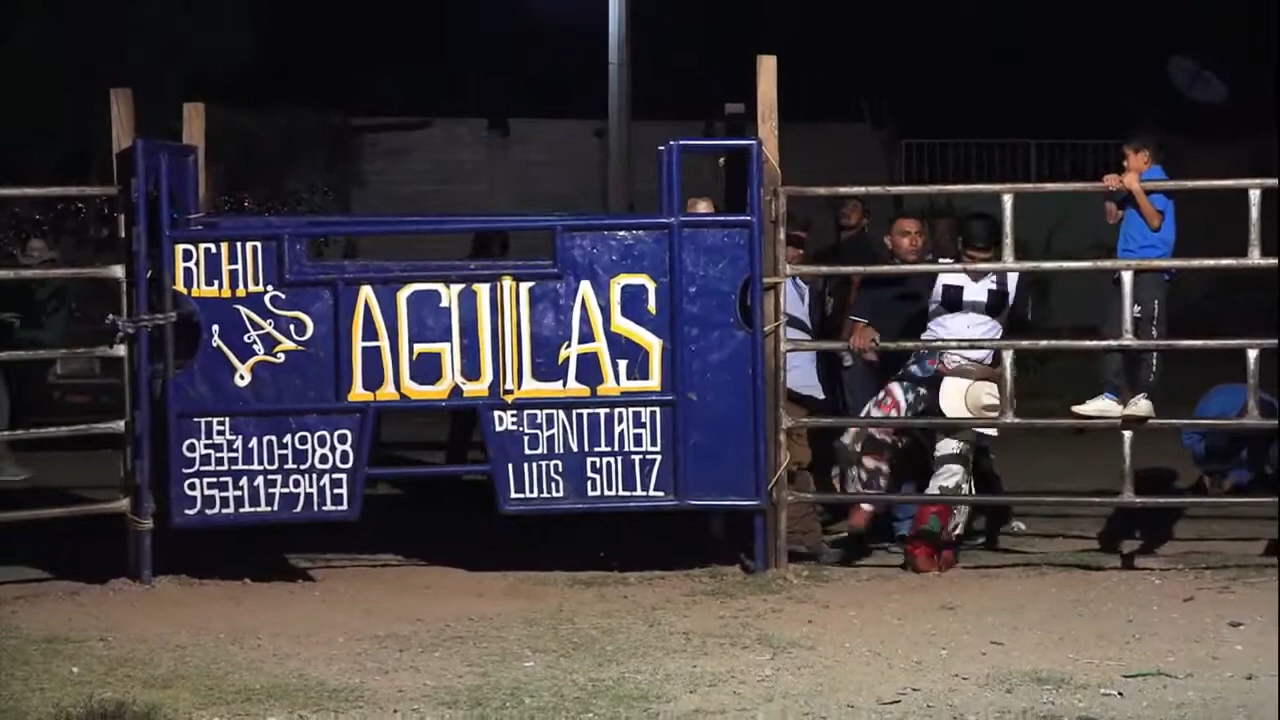 RCHO.
LAS
AGUILAS
TEL
953-110-1988
953-117-9413
DE. SANTIAGO
LUIS SOLIZ